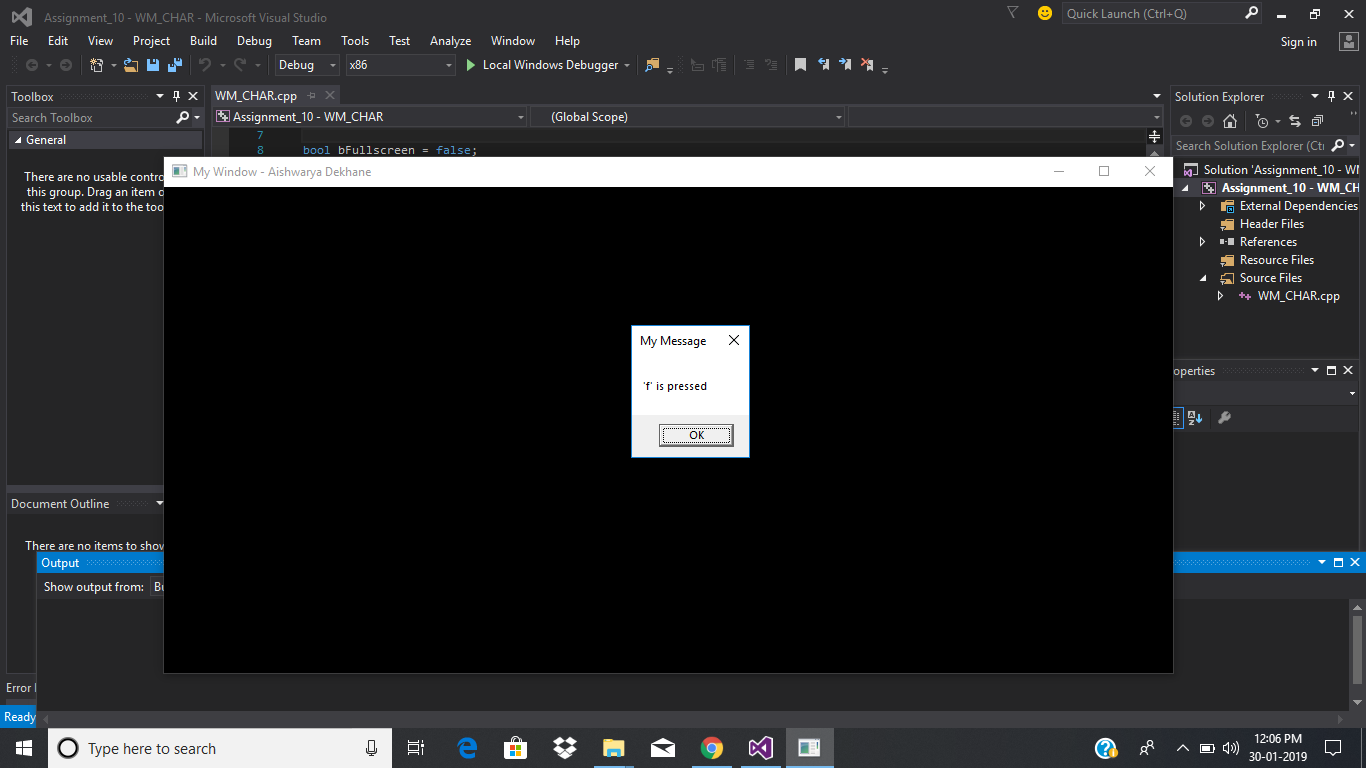 Assignment_10 - WM_CHAR - Microsoft Visual Studio
Quick Launch (Ctrl+Q)
File Edit View Project Build Debug Team Tools Test Analyze Window Help
Sign in
Debug x86 Local Windows Debugger
Toolbox
Search Toolbox
General
There are no usable contro
this group. Drag an item o
this text to add it to the too
WM_CHAR.cpp
Assignment_10 - WM_CHAR (Global Scope)
7
8 bool bFullscreen = false;
My Window - Aishwarya Dekhane
My Message
'f' is pressed
OK
Solution Explorer
Search Solution Explorer (Ctrl
Solution 'Assignment_10 - WM
Assignment_10 - WM_CH
External Dependencies
Header Files
References
Resource Files
Source Files
WM_CHAR.cpp
operties
Document Outline
There are no items to show
Output
Show output from: Bu
Error
Ready
Type here to search
12:06 PM
30-01-2019